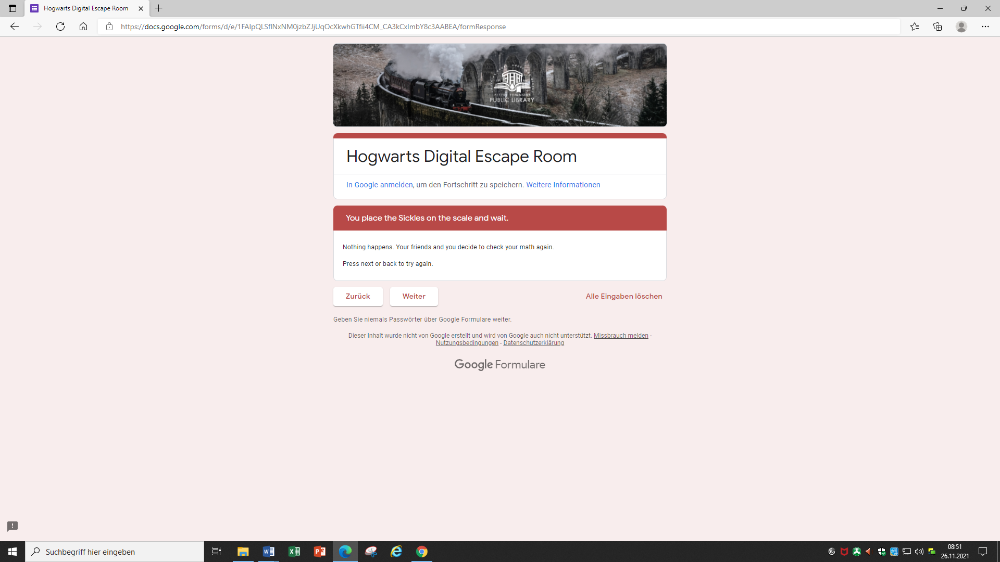 Hogwarts Digital Escape Room
https://docs.google.com/forms/d/e/1FAIpQLSflNxNM0jzbZJjUqOcXkwhGTfii4CM_CA3kCxImbY8c3AABEA/formResponse
PETERS TOWNSHIP
PUBLIC LIBRARY
Hogwarts Digital Escape Room
In Google anmelden, um den Fortschritt zu speichern. Weitere Informationen
You place the Sickles on the scale and wait.
Nothing happens. Your friends and you decide to check your math again.
Press next or back to try again.
Zurück
Weiter
Alle Eingaben löschen
Geben Sie niemals Passwörter über Google Formulare weiter.
Dieser Inhalt wurde nicht von Google erstellt und wird von Google auch nicht unterstützt. Missbrauch melden -
Nutzungsbedingungen - Datenschutzerklärung
Google Formulare
Suchbegriff hier eingeben
08:51
26.11.2021